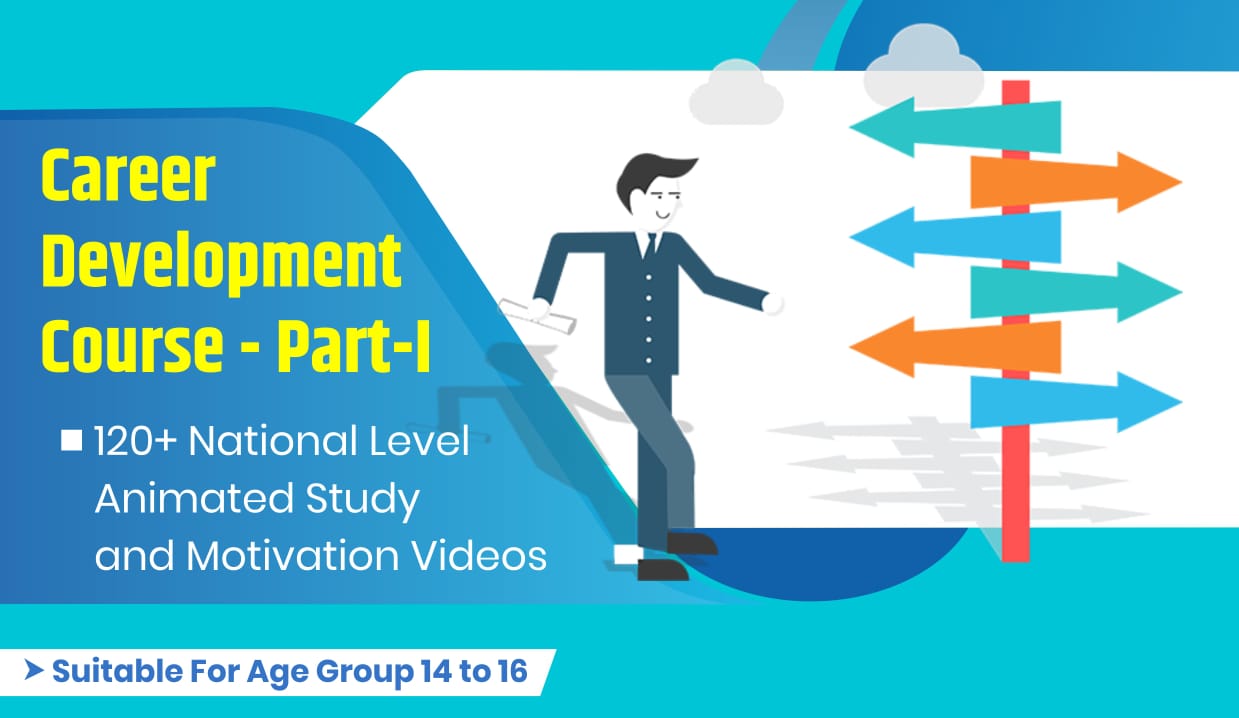 Career
Development
Course - Part-I
120+ National Level
Animated Study
and Motivation Videos
Suitable For Age Group 14 to 16